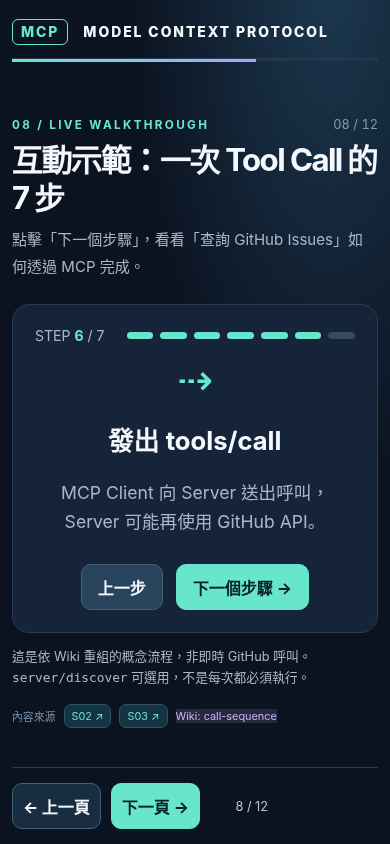 MCP MODEL CONTEXT PROTOCOL
08 / LIVE WALKTHROUGH 08 / 12
互動示範：一次 Tool Call 的
7 步
點擊「下一個步驟」，看看「查詢 GitHub Issues」如
何透過 MCP 完成。
STEP 6 / 7
⇢
發出 tools/call
MCP Client 向 Server 送出呼叫，
Server 可能再使用 GitHub API。
上一步 下一個步驟 →
這是依 Wiki 重組的概念流程，非即時 GitHub 呼叫。
server/discover 可選用，不是每次都必須執行。
內容來源 S02 ↗ S03 ↗ Wiki: call-sequence
← 上一頁 下一頁 → 8 / 12